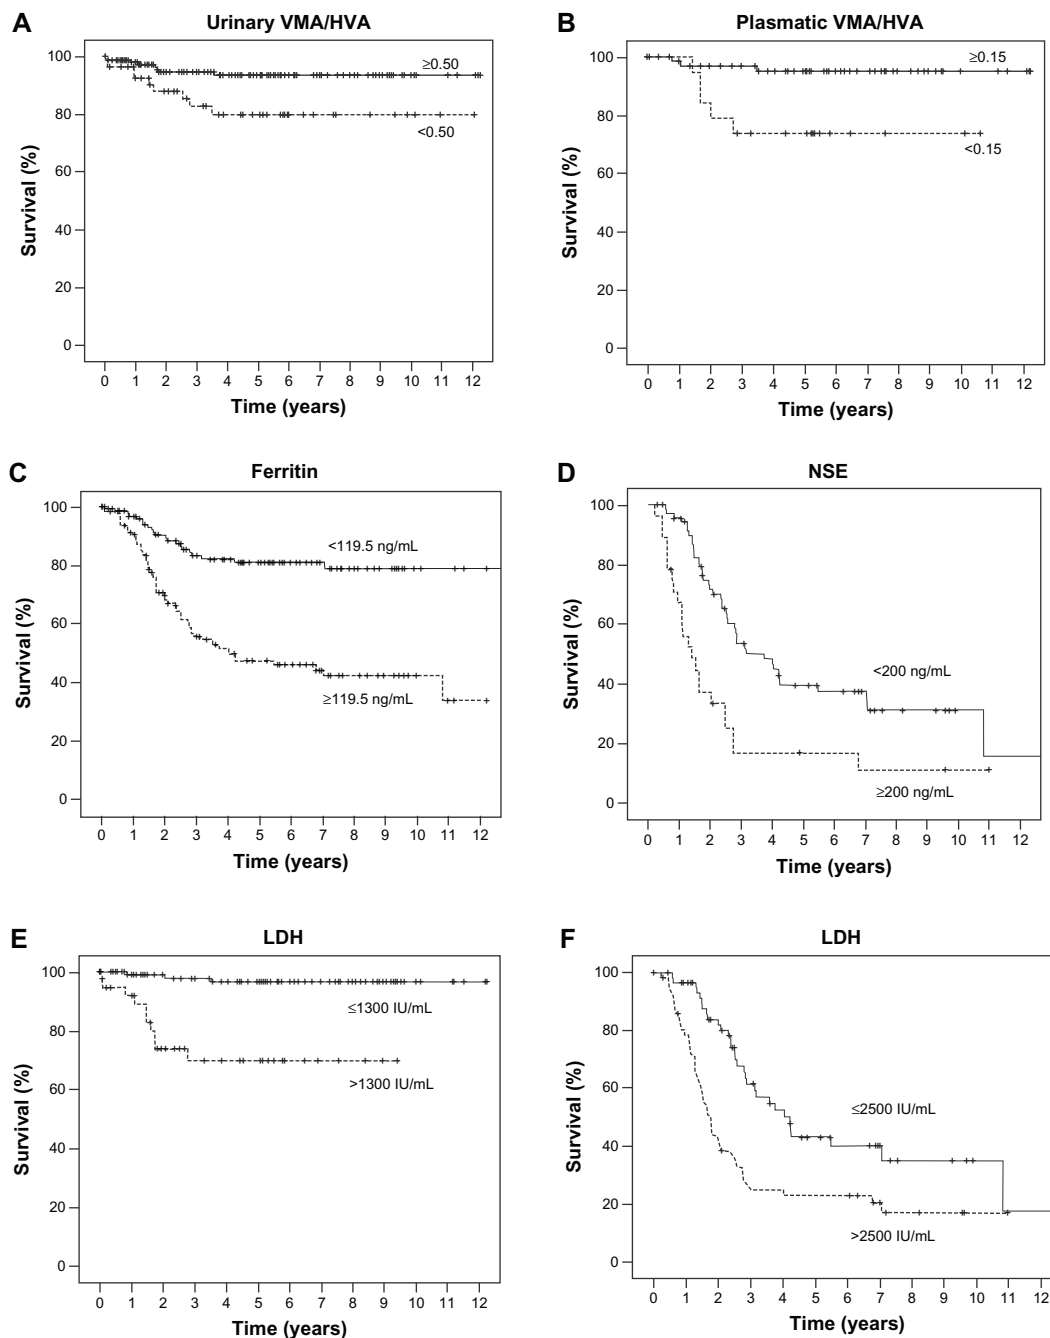 A
Urinary VMA/HVA
100
80
60
40
20
0
Survival (%)
≥0.50
<0.50
0 1 2 3 4 5 6 7 8 9 10 11 12
Time (years)
B
Plasmatic VMA/HVA
100
80
60
40
20
0
Survival (%)
≥0.15
<0.15
0 1 2 3 4 5 6 7 8 9 10 11 12
Time (years)
C
Ferritin
100
80
60
40
20
0
Survival (%)
<119.5 ng/mL
≥119.5 ng/mL
0 1 2 3 4 5 6 7 8 9 10 11 12
Time (years)
D
NSE
100
80
60
40
20
0
Survival (%)
<200 ng/mL
≥200 ng/mL
0 1 2 3 4 5 6 7 8 9 10 11 12
Time (years)
E
LDH
100
80
60
40
20
0
Survival (%)
≤1300 IU/mL
>1300 IU/mL
0 1 2 3 4 5 6 7 8 9 10 11 12
Time (years)
F
LDH
100
80
60
40
20
0
Survival (%)
≤2500 IU/mL
>2500 IU/mL
0 1 2 3 4 5 6 7 8 9 10 11 12
Time (years)